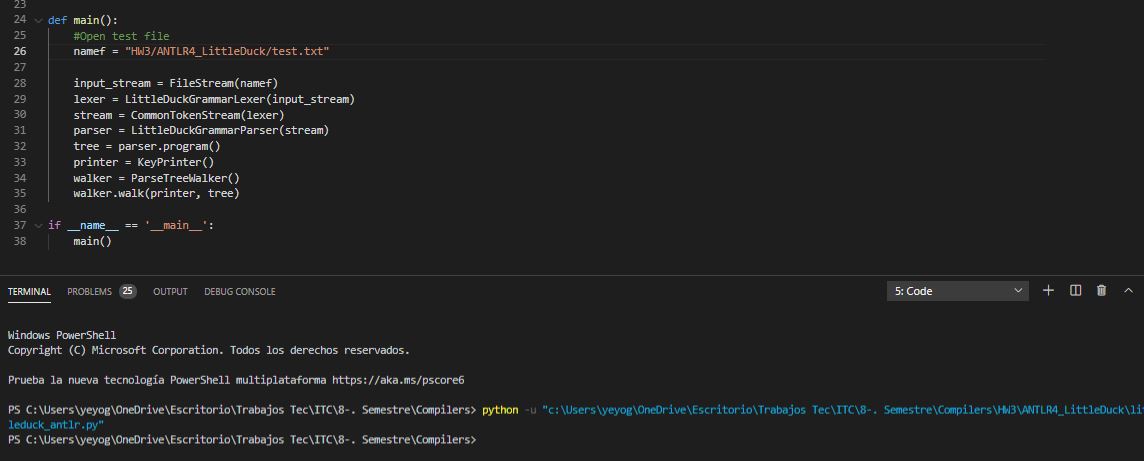 23
24 def main():
25 #Open test file
26 namef = "HW3/ANTLR4_LittleDuck/test.txt"
27
28 input_stream = FileStream(namef)
29 lexer = LittleDuckGrammarLexer(input_stream)
30 stream = CommonTokenStream(lexer)
31 parser = LittleDuckGrammarParser(stream)
32 tree = parser.program()
33 printer = KeyPrinter()
34 walker = ParseTreeWalker()
35 walker.walk(printer, tree)
36
37 if __name__ == '__main__':
38 main()
TERMINAL PROBLEMS 25 OUTPUT DEBUG CONSOLE 5: Code
Windows PowerShell
Copyright (C) Microsoft Corporation. Todos los derechos reservados.
Prueba la nueva tecnología PowerShell multiplataforma https://aka.ms/pscore6
PS C:\Users\yeyog\OneDrive\Escritorio\Trabajos Tec\ITC\8-. Semestre\Compilers> python -u "c:\Users\yeyog\OneDrive\Escritorio\Trabajos Tec\ITC\8-. Semestre\Compilers\HW3\ANTLR4_LittleDuck\lit
leduck_antlr.py"
PS C:\Users\yeyog\OneDrive\Escritorio\Trabajos Tec\ITC\8-. Semestre\Compilers>